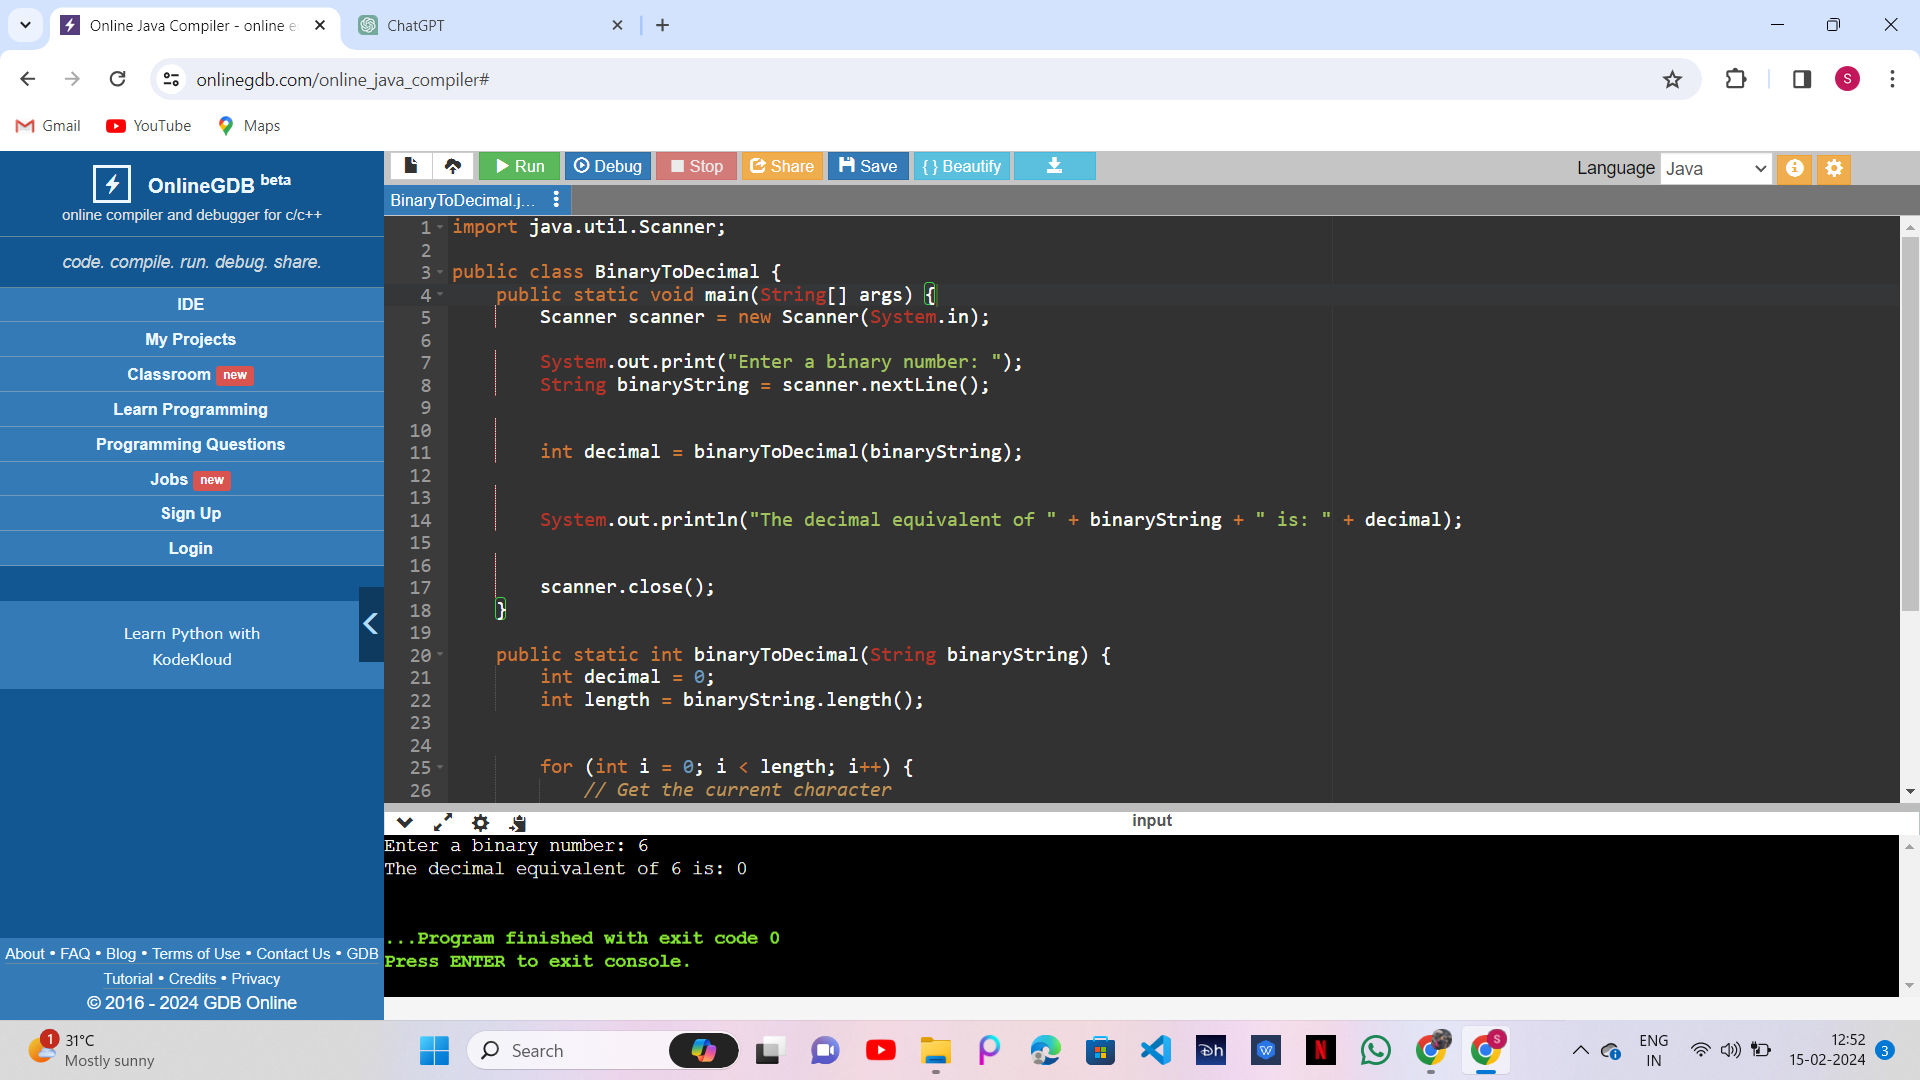 Online Java Compiler - online e
ChatGPT
onlinegdb.com/online_java_compiler#
S
Gmail
YouTube
Maps
OnlineGDB beta
online compiler and debugger for c/c++
code. compile. run. debug. share.
IDE
My Projects
Classroom new
Learn Programming
Programming Questions
Jobs new
Sign Up
Login
Learn Python with
KodeKloud
About • FAQ • Blog • Terms of Use • Contact Us • GDB
Tutorial • Credits • Privacy
© 2016 - 2024 GDB Online
Run
Debug
Stop
Share
Save
{ } Beautify
Language Java
BinaryToDecimal.j...
1 import java.util.Scanner;
2
3 public class BinaryToDecimal {
4 public static void main(String[] args) {
5 Scanner scanner = new Scanner(System.in);
6
7 System.out.print("Enter a binary number: ");
8 String binaryString = scanner.nextLine();
9
10
11 int decimal = binaryToDecimal(binaryString);
12
13
14 System.out.println("The decimal equivalent of " + binaryString + " is: " + decimal);
15
16
17 scanner.close();
18 }
19
20 public static int binaryToDecimal(String binaryString) {
21 int decimal = 0;
22 int length = binaryString.length();
23
24
25 for (int i = 0; i < length; i++) {
26 // Get the current character
input
Enter a binary number: 6
The decimal equivalent of 6 is: 0
...Program finished with exit code 0
Press ENTER to exit console.
1
31°C
Mostly sunny
Search
ENG
IN
12:52
15-02-2024
3